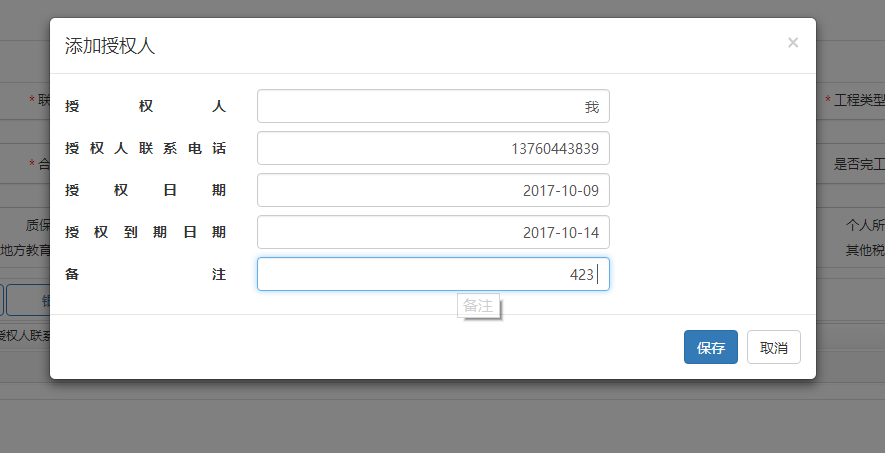 添加授权人
×
* 联
* 工程类型
授权人 我
授权人联系电话 13760443839
* 合
是否完工
授权日期 2017-10-09
质保
个人所
授权到期日期 2017-10-14
地方教育
其他税
备注 423
备注
授权人联系
保存 取消